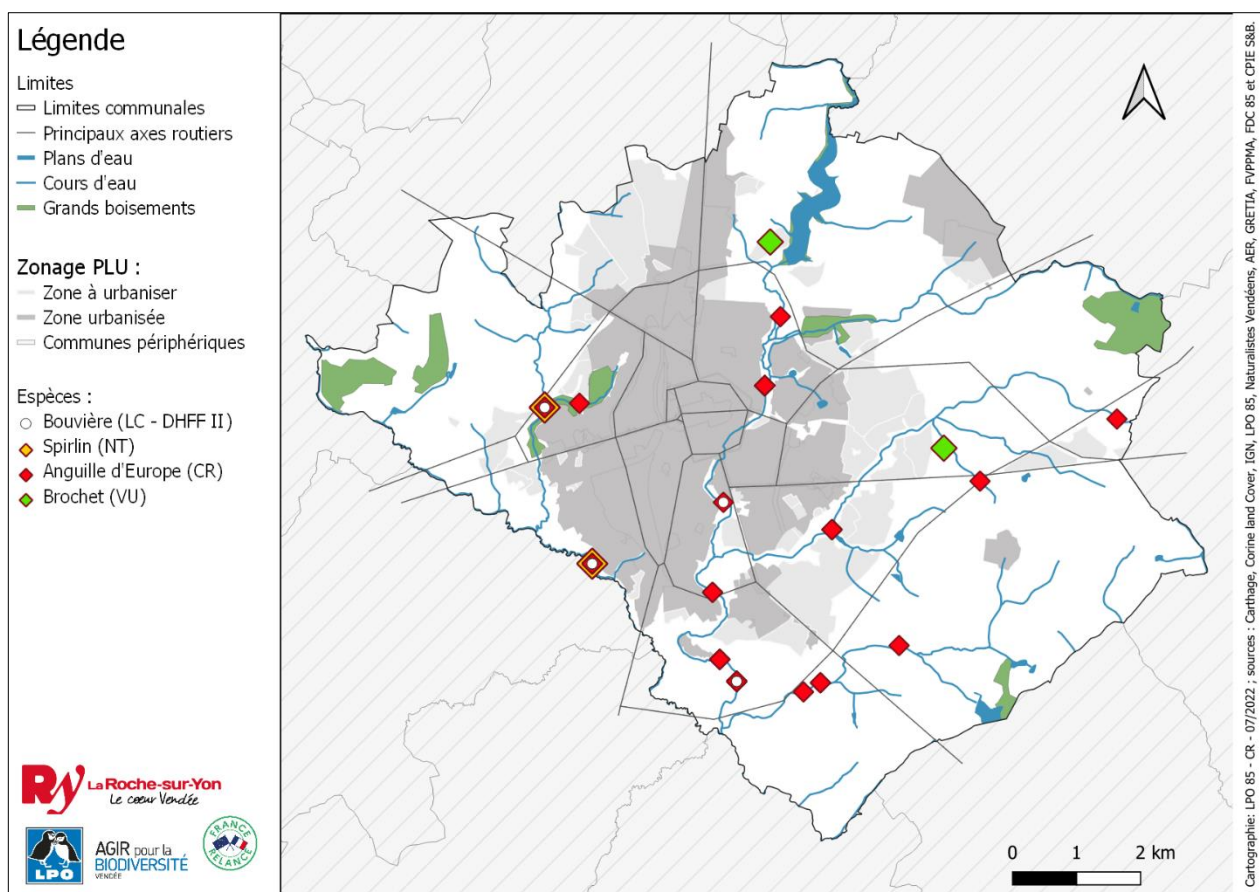 Légende
Limites
Limites communales
Principaux axes routiers
Plans d'eau
Cours d'eau
Grands boisements
Zonage PLU :
Zone à urbaniser
Zone urbanisée
Communes périphériques
Espèces :
Bouvière (LC - DHFF II)
Spirlin (NT)
Anguille d'Europe (CR)
Brochet (VU)
Ry La Roche-sur-Yon
Le cœur Vendée
LPO
AGIR pour la
BIODIVERSITÉ
VENDÉE
FRANCE
RELANCE
0 1 2 km
Cartographie: LPO 85 - CR - 07/2022 ; sources : Carthage, Corine Land Cover, IGN, LPO 85, Naturalistes Vendéens, AER, GRETIA, FVPPMA, FDC 85 et CPIE S&B.